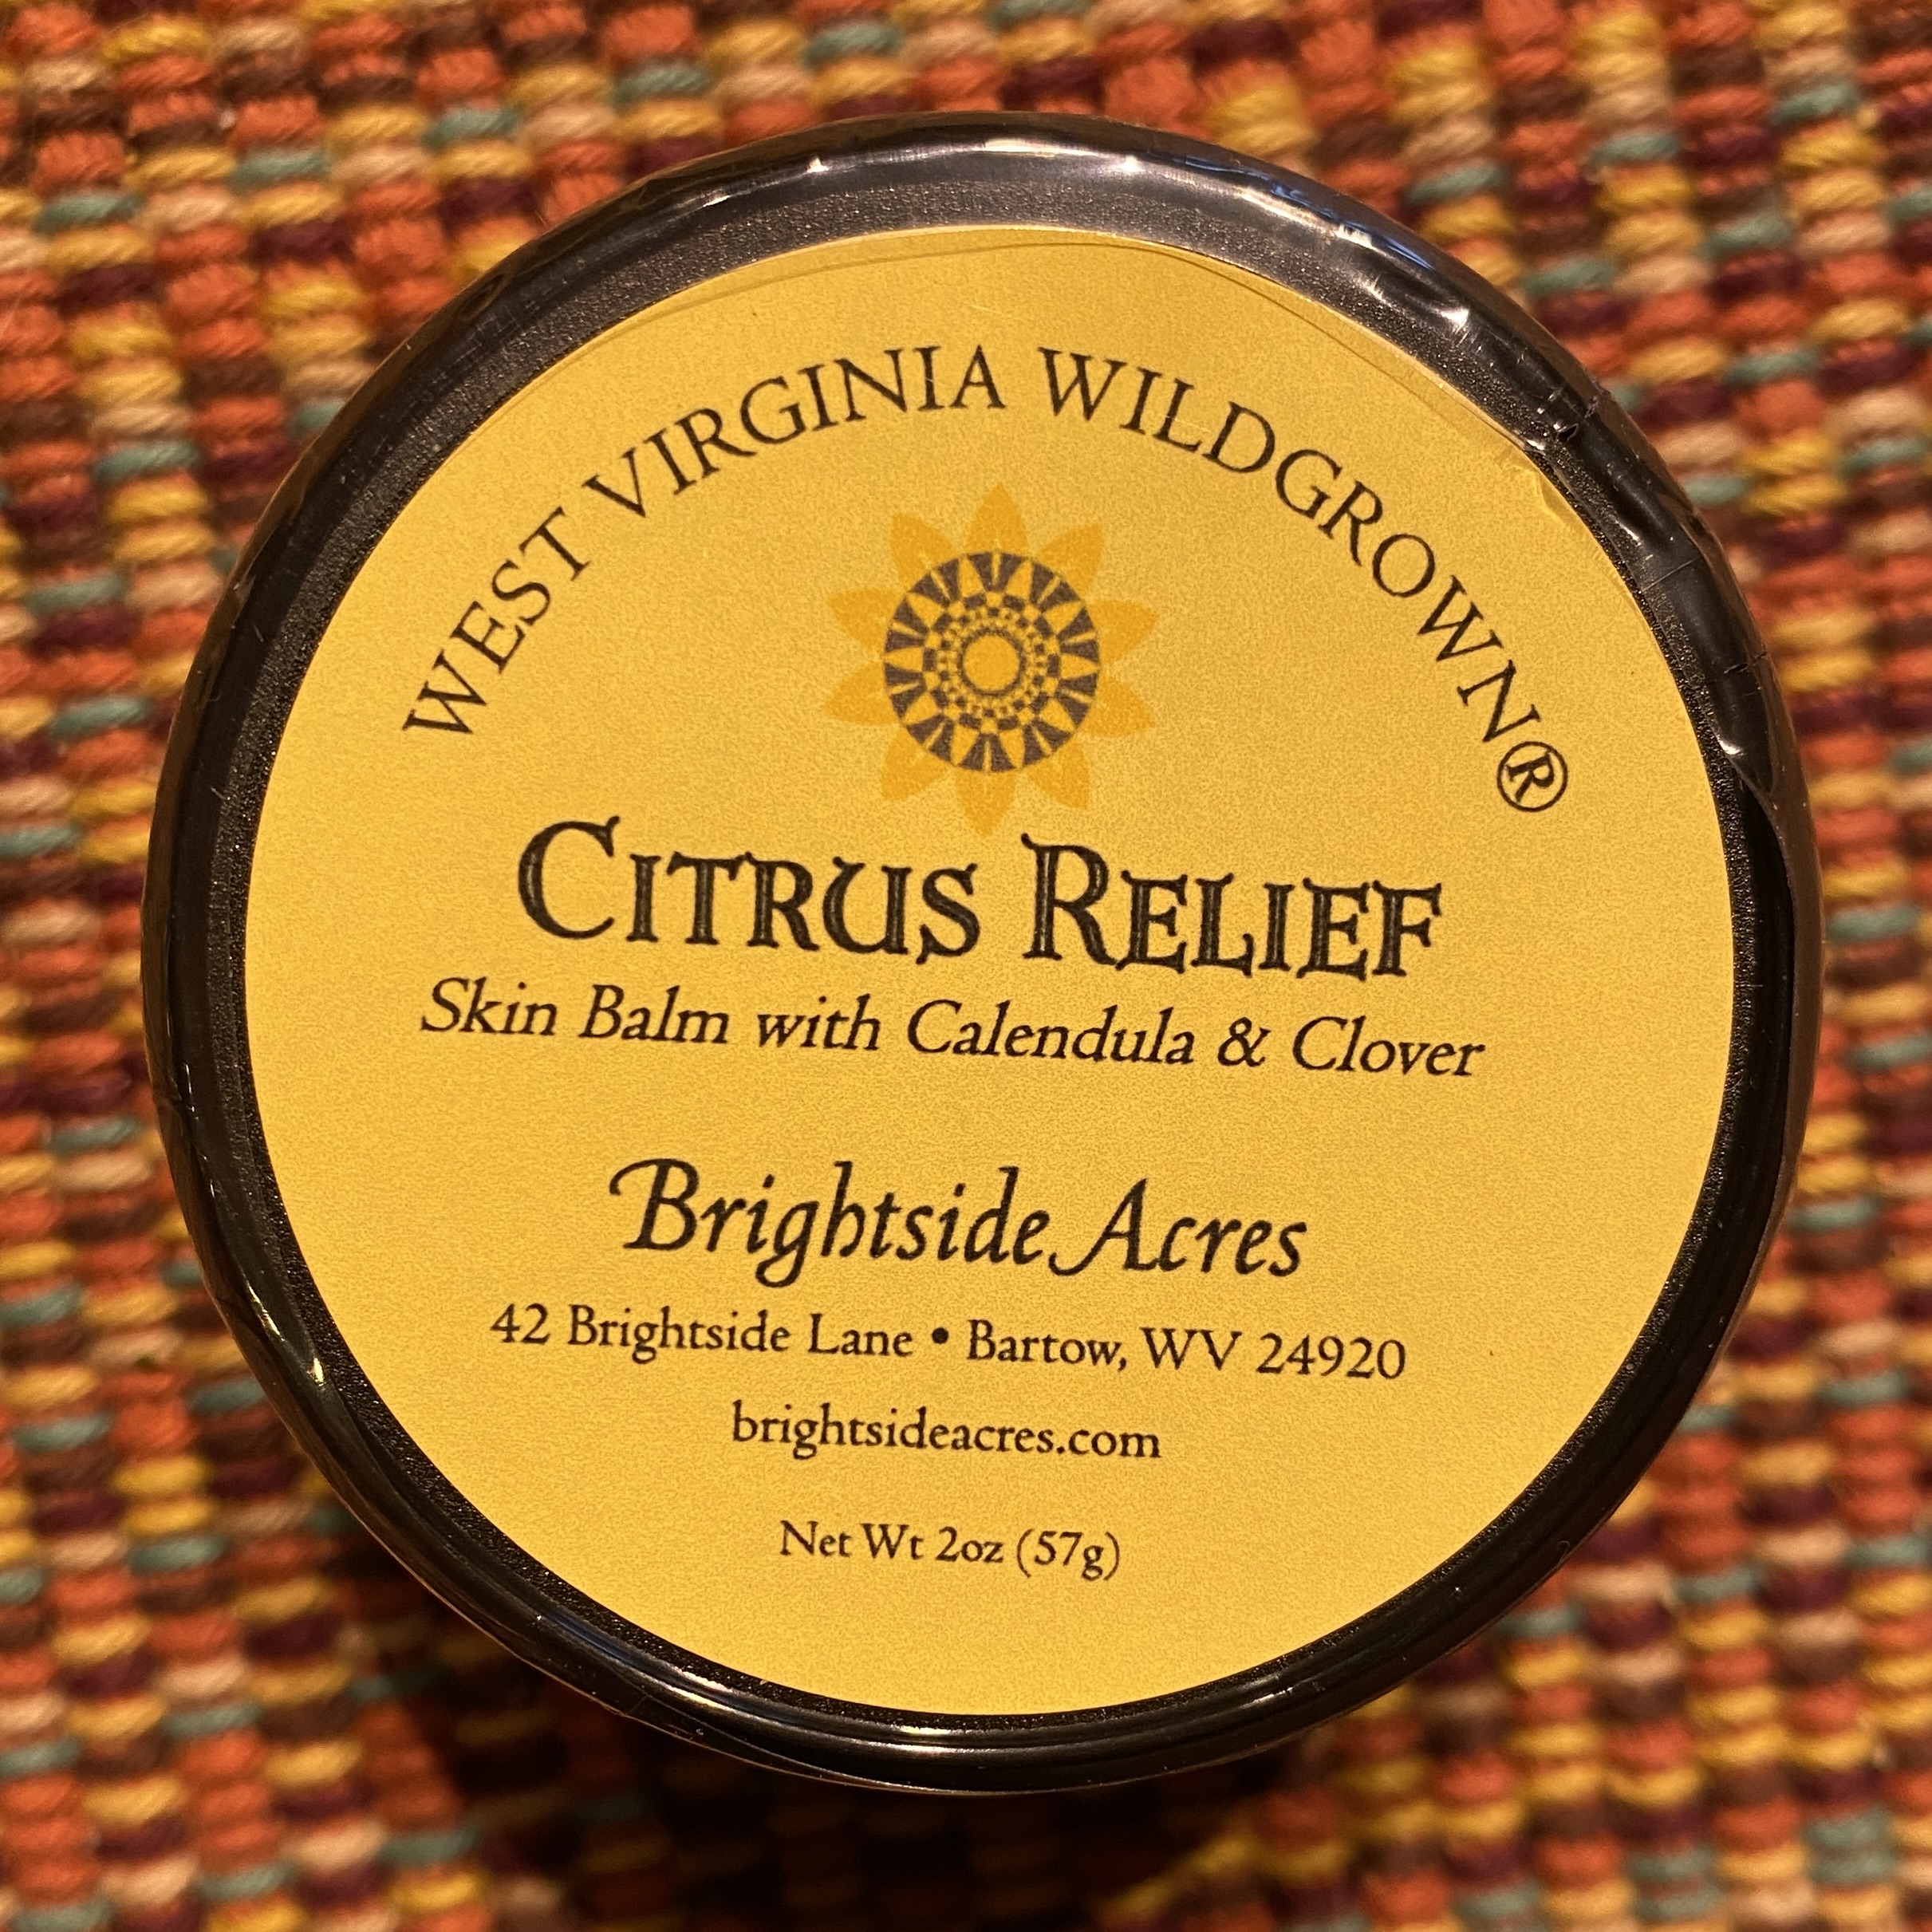 WEST VIRGINIA WILDGROWN®
CITRUS RELIEF
Skin Balm with Calendula & Clover
Brightside Acres
42 Brightside Lane • Bartow, WV 24920
brightsideacres.com
Net Wt 2oz (57g)